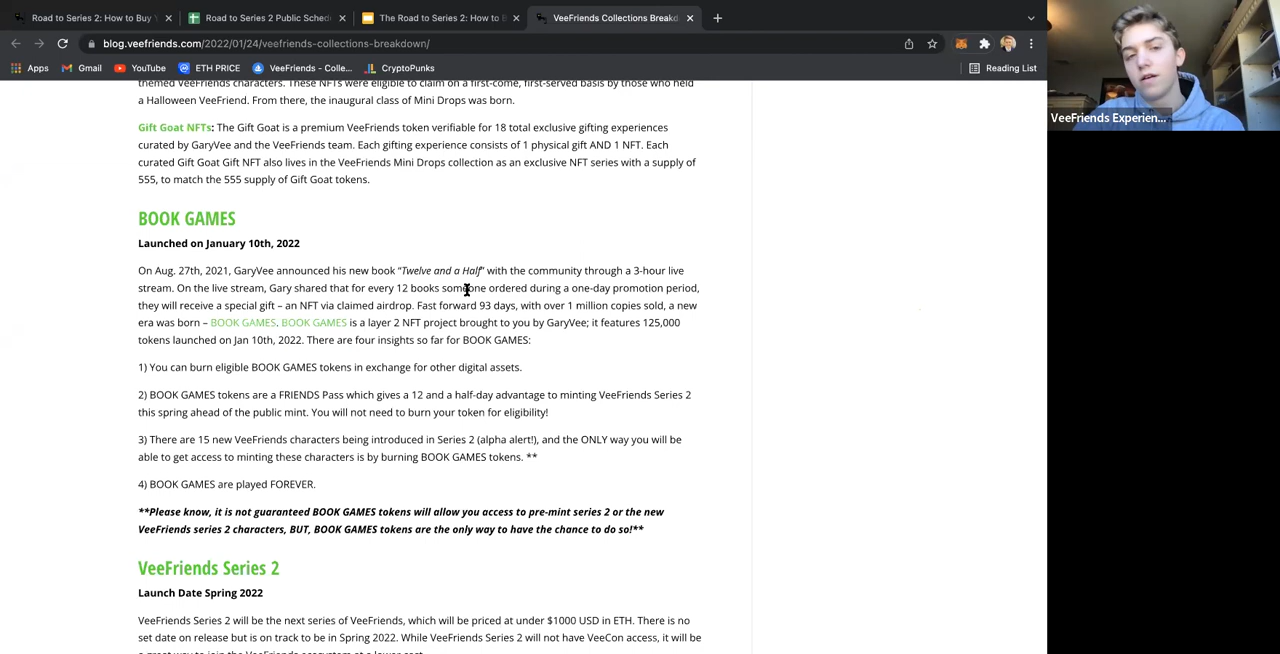 Road to Series 2: How to Buy
Road to Series 2 Public Sched
The Road to Series 2: How to B
VeeFriends Collections Breakd
blog.veefriends.com/2022/01/24/veefriends-collections-breakdown/
Apps Gmail YouTube ETH PRICE VeeFriends - Colle... CryptoPunks Reading List
VeeFriends Experien...
themed VeeFriends characters. These NFTs were eligible to claim on a first-come, first-served basis by those who held
a Halloween VeeFriend. From there, the inaugural class of Mini Drops was born.
Gift Goat NFTs: The Gift Goat is a premium VeeFriends token verifiable for 18 total exclusive gifting experiences
curated by GaryVee and the VeeFriends team. Each gifting experience consists of 1 physical gift AND 1 NFT. Each
curated Gift Goat Gift NFT also lives in the VeeFriends Mini Drops collection as an exclusive NFT series with a supply of
555, to match the 555 supply of Gift Goat tokens.
BOOK GAMES
Launched on January 10th, 2022
On Aug. 27th, 2021, GaryVee announced his new book “Twelve and a Half” with the community through a 3-hour live
stream. On the live stream, Gary shared that for every 12 books someone ordered during a one-day promotion period,
they will receive a special gift – an NFT via claimed airdrop. Fast forward 93 days, with over 1 million copies sold, a new
era was born – BOOK GAMES. BOOK GAMES is a layer 2 NFT project brought to you by GaryVee; it features 125,000
tokens launched on Jan 10th, 2022. There are four insights so far for BOOK GAMES:
1) You can burn eligible BOOK GAMES tokens in exchange for other digital assets.
2) BOOK GAMES tokens are a FRIENDS Pass which gives a 12 and a half-day advantage to minting VeeFriends Series 2
this spring ahead of the public mint. You will not need to burn your token for eligibility!
3) There are 15 new VeeFriends characters being introduced in Series 2 (alpha alert!), and the ONLY way you will be
able to get access to minting these characters is by burning BOOK GAMES tokens. **
4) BOOK GAMES are played FOREVER.
**Please know, it is not guaranteed BOOK GAMES tokens will allow you access to pre-mint series 2 or the new
VeeFriends series 2 characters, BUT, BOOK GAMES tokens are the only way to have the chance to do so!**
VeeFriends Series 2
Launch Date Spring 2022
VeeFriends Series 2 will be the next series of VeeFriends, which will be priced at under $1000 USD in ETH. There is no
set date on release but is on track to be in Spring 2022. While VeeFriends Series 2 will not have VeeCon access, it will be
a great way to join the VeeFriends ecosystem at a lower cost.